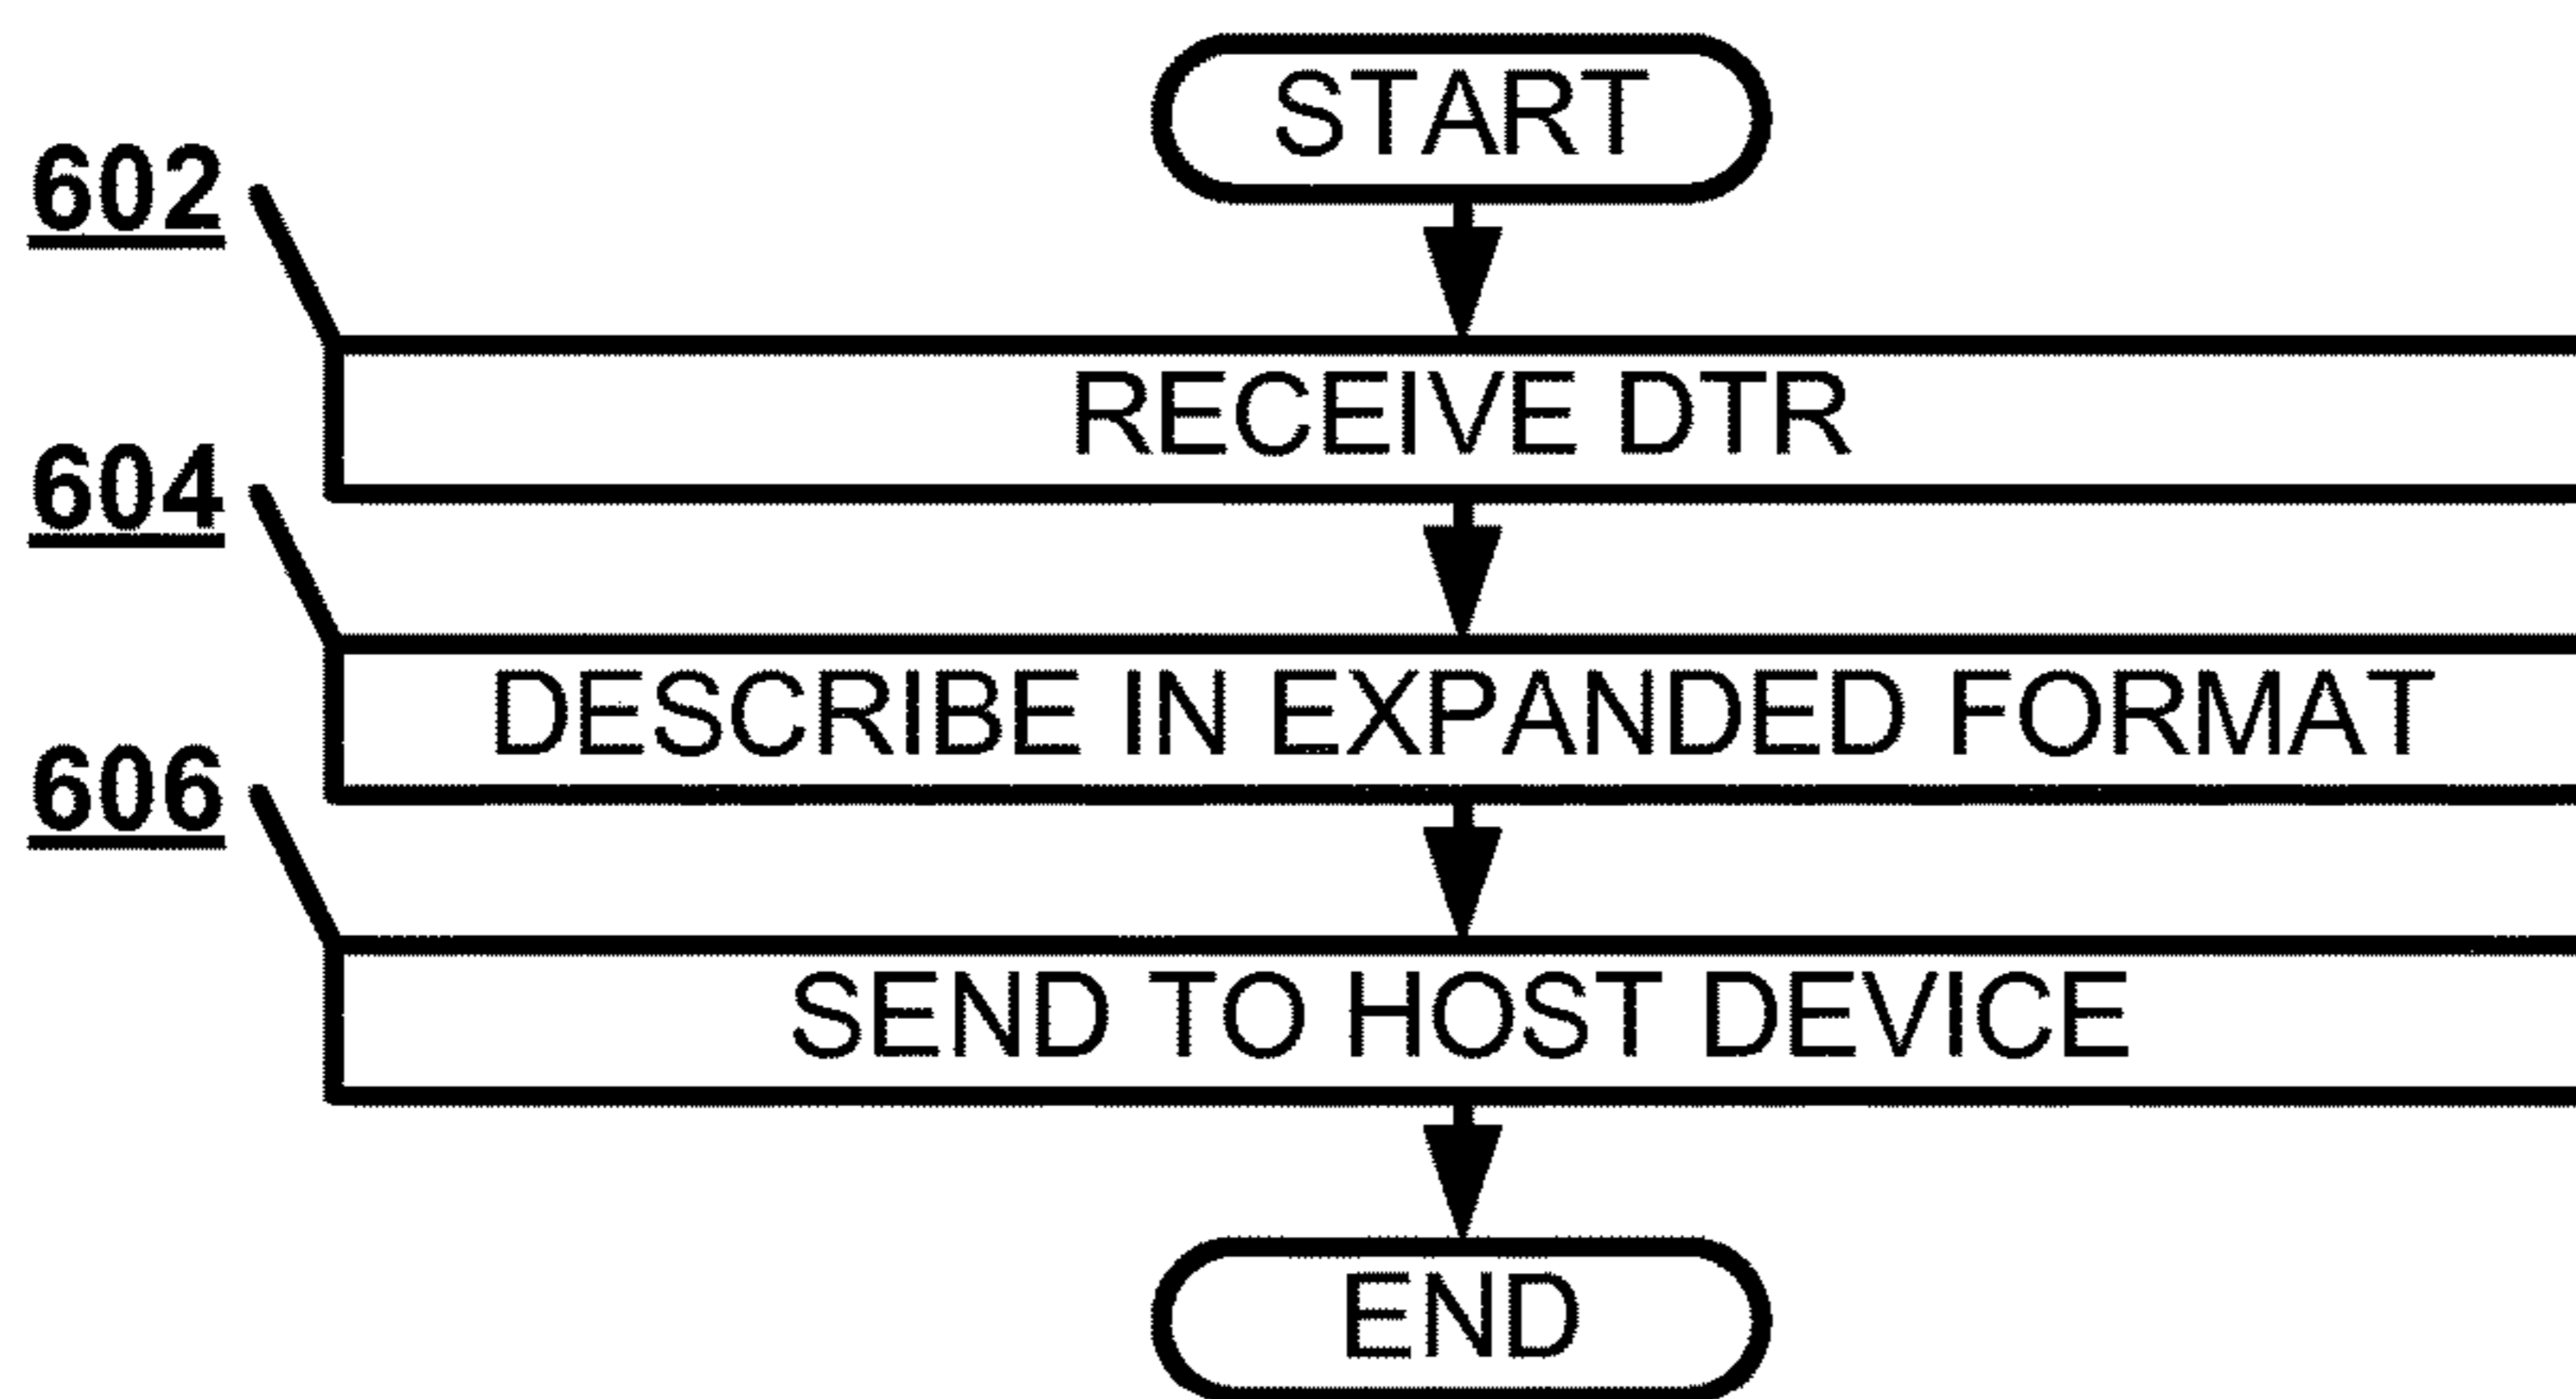 START
602
RECEIVE DTR
604
DESCRIBE IN EXPANDED FORMAT
606
SEND TO HOST DEVICE
END